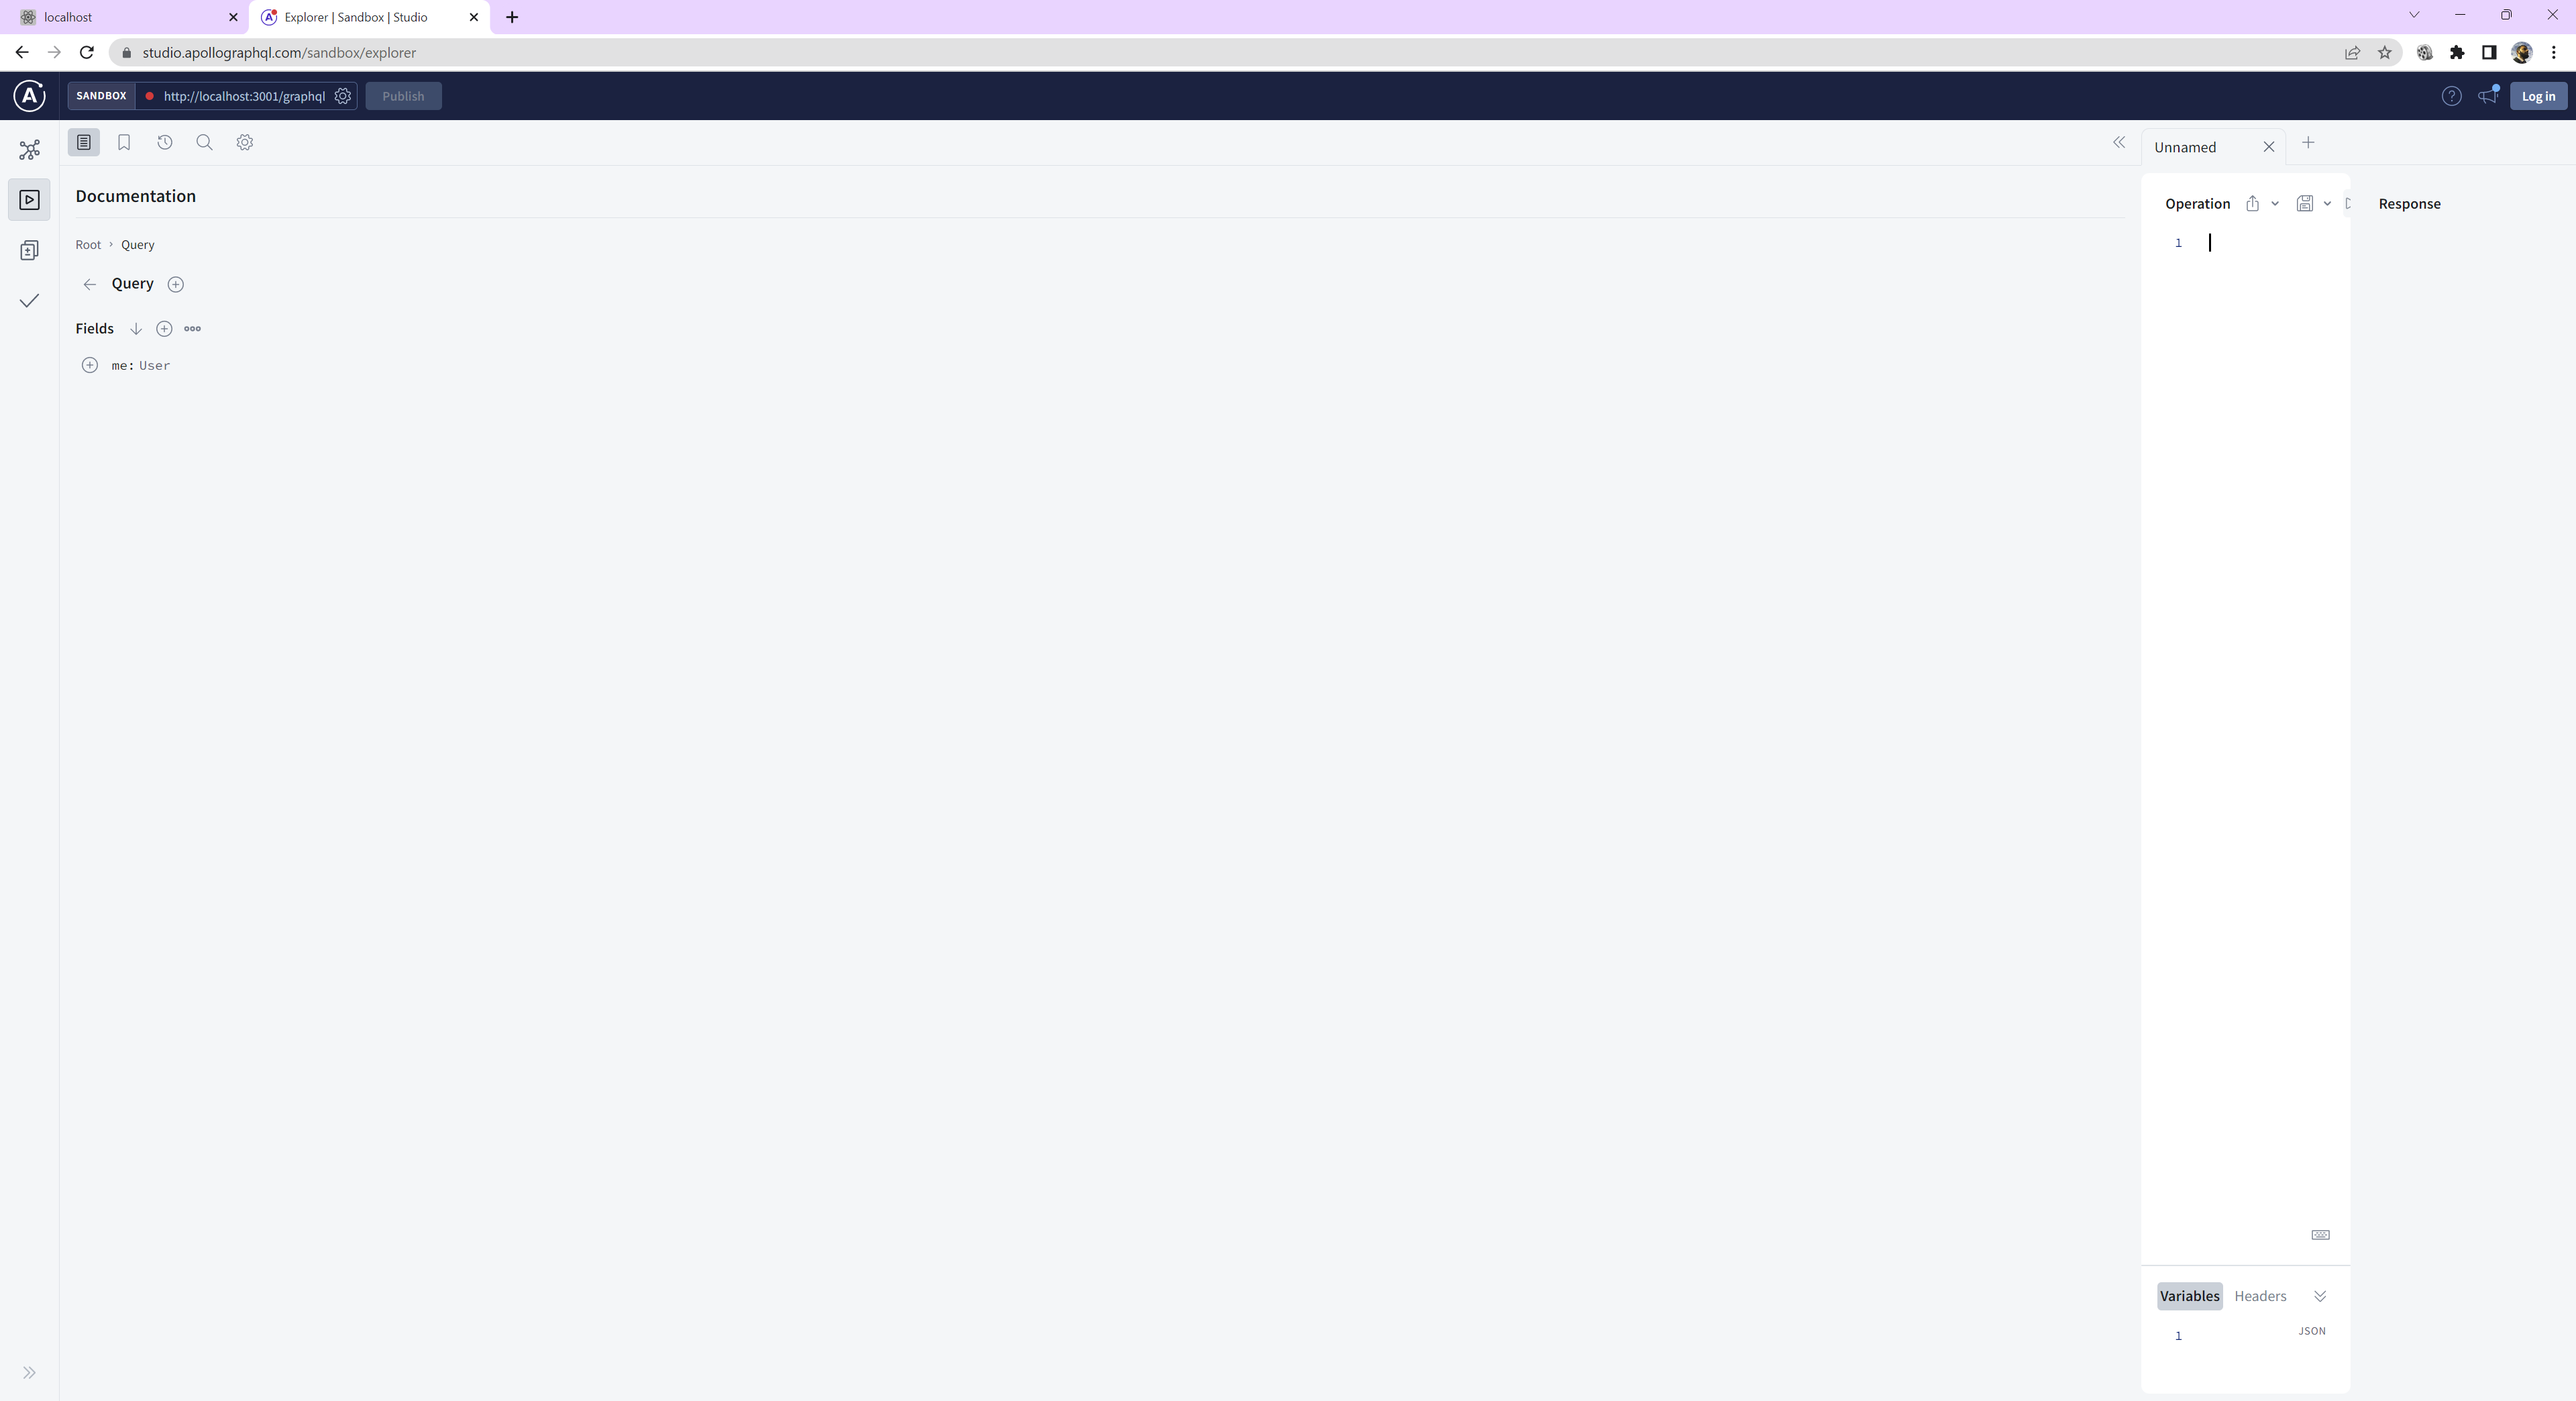 localhost
Explorer | Sandbox | Studio
studio.apollographql.com/sandbox/explorer
SANDBOX
http://localhost:3001/graphql
Publish
Log in
Unnamed
Documentation
Operation
Response
Root › Query
1
Query
Fields
me: User
Variables
Headers
1
JSON